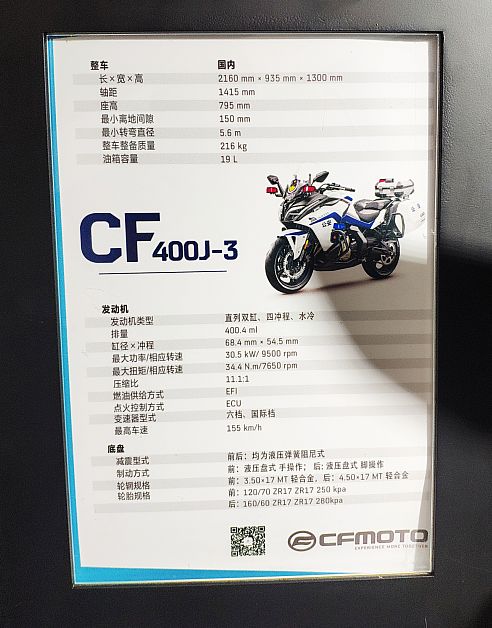 整车 国内
长×宽×高 2160 mm × 935 mm × 1300 mm
轴距 1415 mm
座高 795 mm
最小离地间隙 150 mm
最小转弯直径 5.6 m
整车整备质量 216 kg
油箱容量 19 L
CF400J-3
公安
发动机
发动机类型 直列双缸、四冲程、水冷
排量 400.4 ml
缸径×冲程 68.4 mm × 54.5 mm
最大功率/相应转速 30.5 kW/ 9500 rpm
最大扭矩/相应转速 34.4 N.m/7650 rpm
压缩比 11.1:1
燃油供给方式 EFI
点火控制方式 ECU
变速器型式 六档、国际档
最高车速 155 km/h
底盘
减震型式 前后：均为液压弹簧阻尼式
制动方式 前：液压盘式 手操作； 后：液压盘式 脚操作
轮辋规格 前：3.50×17 MT 轻合金，后：4.50×17 MT 轻合金
轮胎规格 前：120/70 ZR17 ZR17 250 kpa
后：160/60 ZR17 ZR17 280kpa
CFMOTO
EXPERIENCE MORE TOGETHER